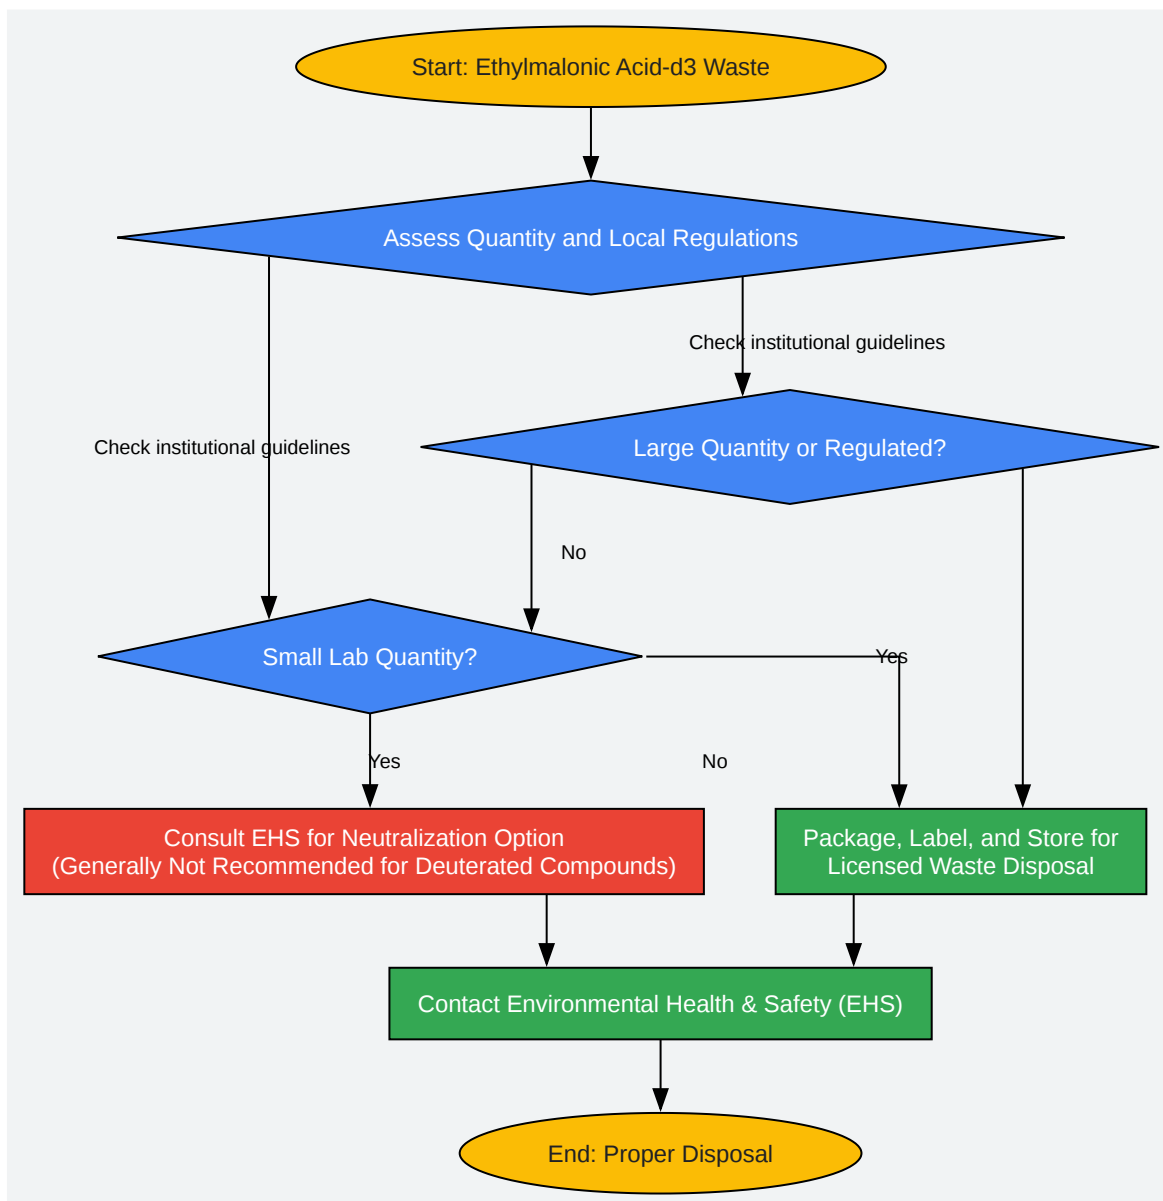 Start: Ethylmalonic Acid-d3 Waste
Assess Quantity and Local Regulations
Check institutional guidelines
Check institutional guidelines
Large Quantity or Regulated?
No
Small Lab Quantity?
Yes
Yes
No
Consult EHS for Neutralization Option
(Generally Not Recommended for Deuterated Compounds)
Package, Label, and Store for
Licensed Waste Disposal
Contact Environmental Health & Safety (EHS)
End: Proper Disposal